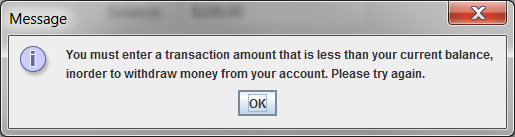 Message
You must enter a transaction amount that is less than your current balance,
inorder to withdraw money from your account. Please try again.
OK